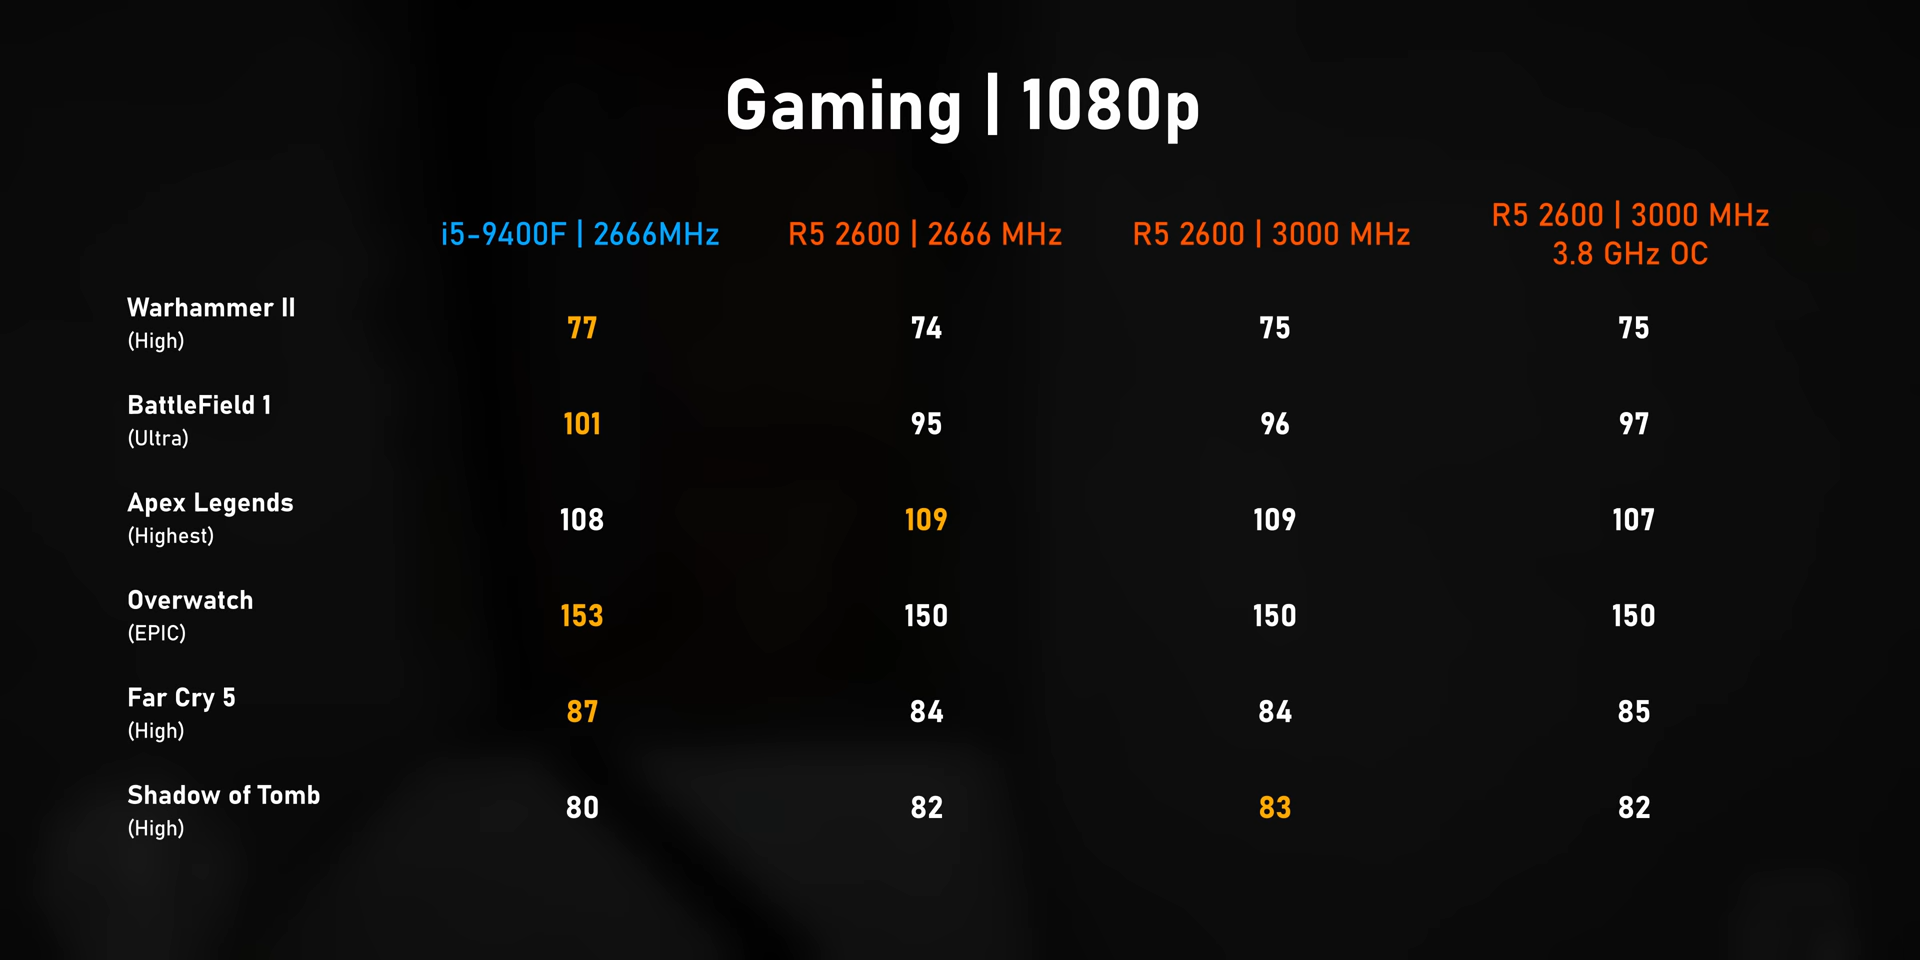 Gaming | 1080p
i5-9400F | 2666MHz
R5 2600 | 2666 MHz
R5 2600 | 3000 MHz
R5 2600 | 3000 MHz
3.8 GHz OC
Warhammer II
(High)
77 74 75 75
BattleField 1
(Ultra)
101 95 96 97
Apex Legends
(Highest)
108 109 109 107
Overwatch
(EPIC)
153 150 150 150
Far Cry 5
(High)
87 84 84 85
Shadow of Tomb
(High)
80 82 83 82